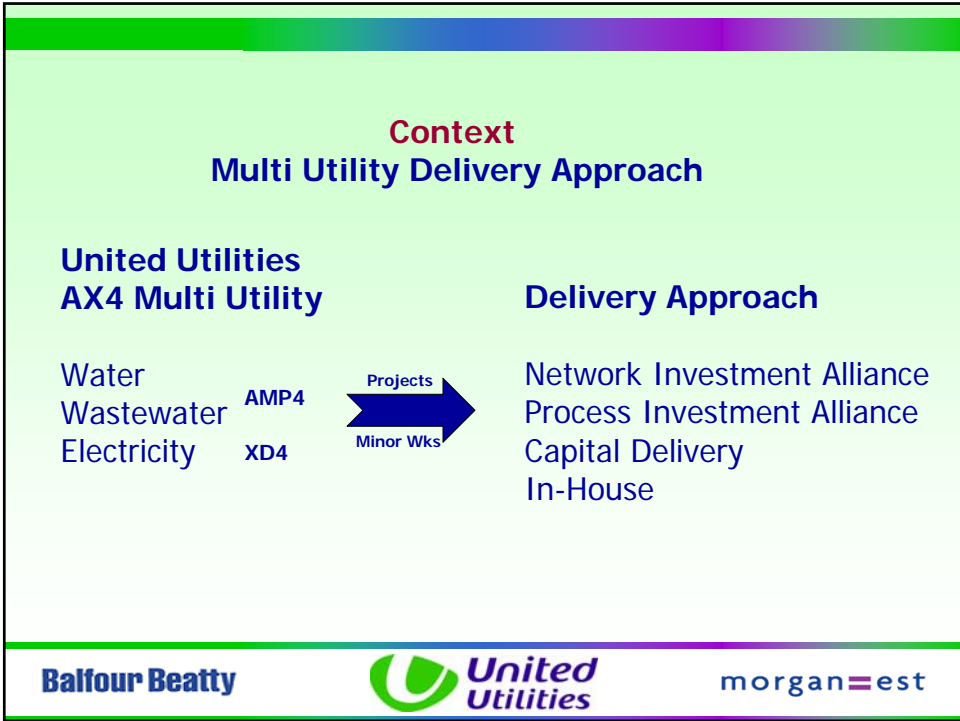 Context
Multi Utility Delivery Approach
United Utilities
AX4 Multi Utility
Water
Wastewater
Electricity
AMP4
XD4
Projects
Minor Wks
Delivery Approach
Network Investment Alliance
Process Investment Alliance
Capital Delivery
In-House
Balfour Beatty
United
Utilities
morgan=est